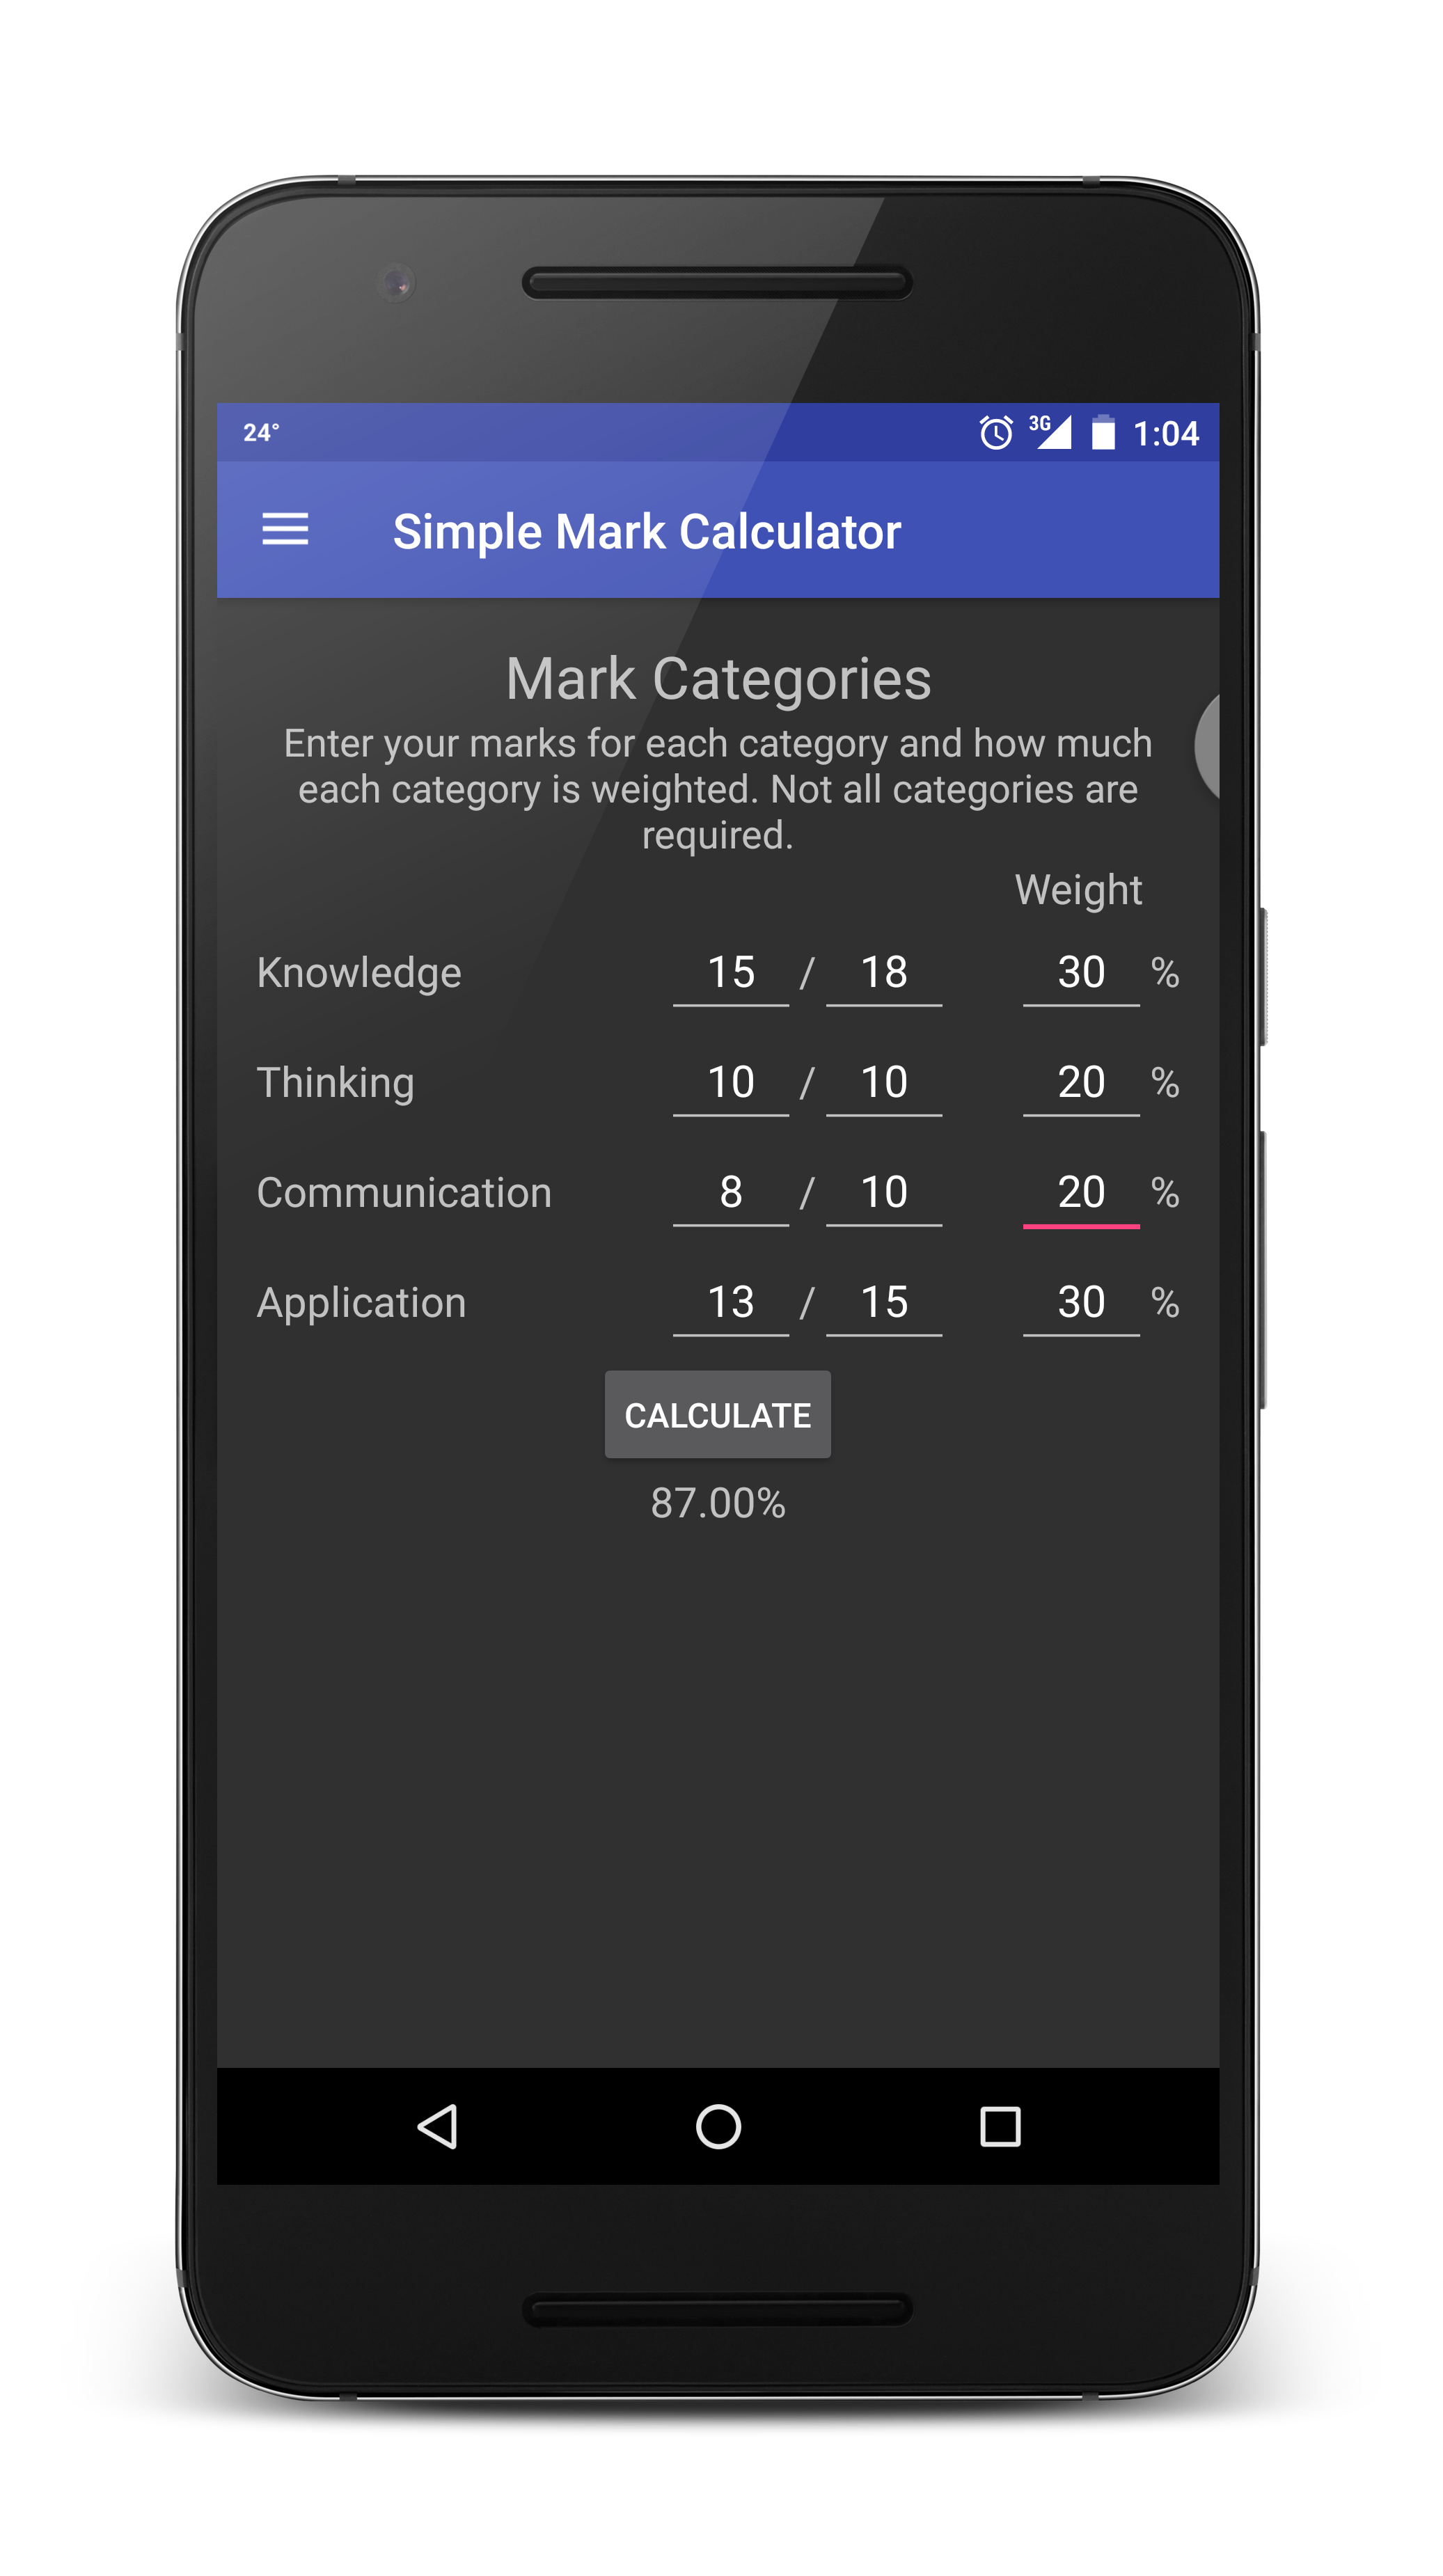 24° 3G 1:04
Simple Mark Calculator
Mark Categories
Enter your marks for each category and how much
each category is weighted. Not all categories are
required.
Weight
Knowledge 15 / 18 30 %
Thinking 10 / 10 20 %
Communication 8 / 10 20 %
Application 13 / 15 30 %
CALCULATE
87.00%